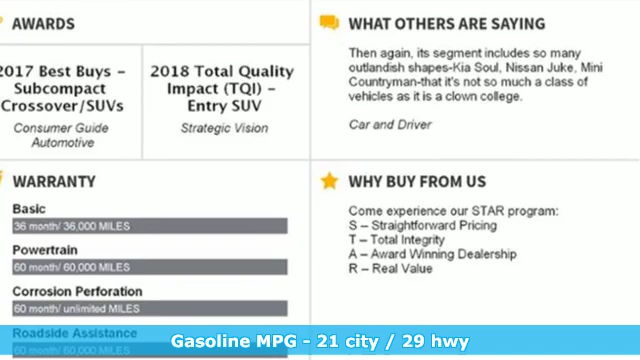 AWARDS
2017 Best Buys –
Subcompact
Crossover/SUVs
Consumer Guide
Automotive
2018 Total Quality
Impact (TQI) –
Entry SUV
Strategic Vision
WHAT OTHERS ARE SAYING
Then again, its segment includes so many
outlandish shapes-Kia Soul, Nissan Juke, Mini
Countryman-that it's not so much a class of
vehicles as it is a clown college.
Car and Driver
WARRANTY
Basic
36 month/ 36,000 MILES
Powertrain
60 month/ 60,000 MILES
Corrosion Perforation
60 month/ unlimited MILES
Roadside Assistance
60 month/ 60,000 MILES
WHY BUY FROM US
Come experience our STAR program:
S – Straightforward Pricing
T – Total Integrity
A – Award Winning Dealership
R – Real Value
Gasoline MPG - 21 city / 29 hwy